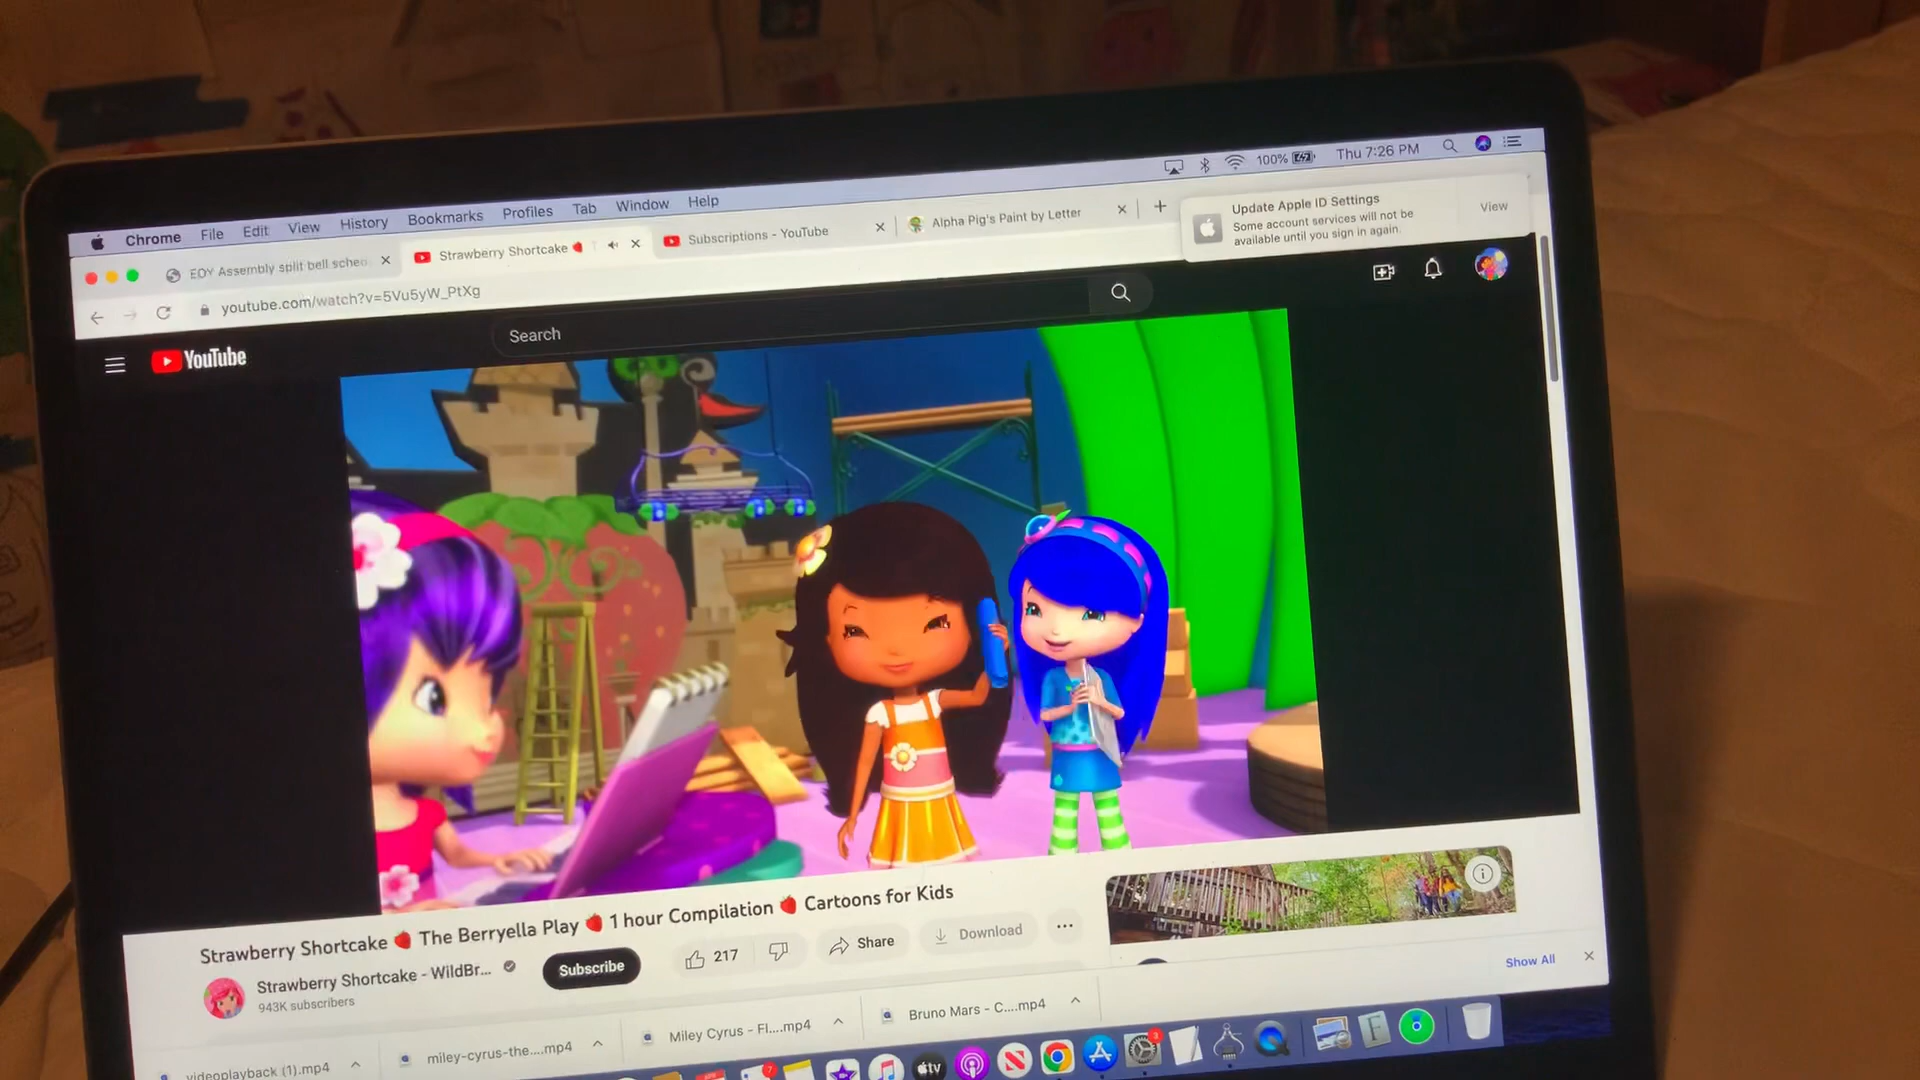 Chrome File Edit View History Bookmarks Profiles Tab Window Help 100% Thu 7:26 PM
EOY Assembly split bell sche
Strawberry Shortcake 🍓
Subscriptions - YouTube
Alpha Pig's Paint by Letter
Update Apple ID Settings
Some account services will not be
available until you sign in again.
View
youtube.com/watch?v=5Vu5yW_PtXg
YouTube
Search
Strawberry Shortcake 🍓 The Berryella Play 🍓 1 hour Compilation 🍓 Cartoons for Kids
Strawberry Shortcake - WildBr...
943K subscribers
Subscribe
217
Share
Download
Show All
videoplayback (1).mp4
miley-cyrus-the....mp4
Miley Cyrus - Fl....mp4
Bruno Mars - C....mp4
tv
3
7